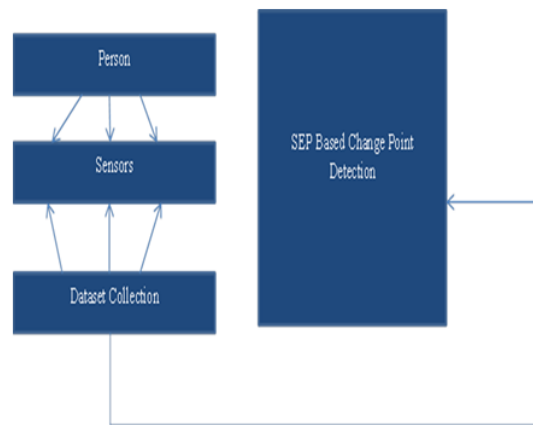 Person
Sensors
Dataset Collection
SEP Based Change Point
Detection